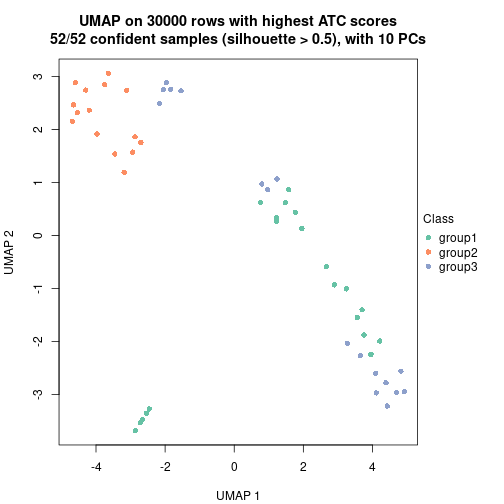 UMAP on 30000 rows with highest ATC scores
52/52 confident samples (silhouette > 0.5), with 10 PCs
3
2
1
0
-1
-2
-3
UMAP 2
-4
-2
0
2
4
UMAP 1
Class
group1
group2
group3